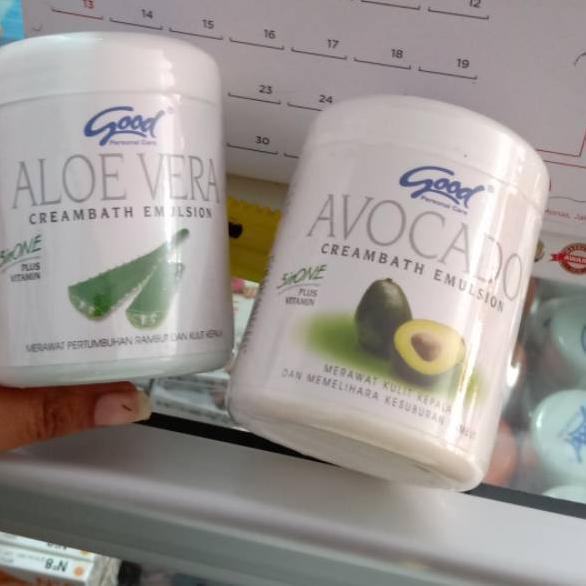 12
13
14
15
16
17
18
19
23
24
30
Good
Personal Care
ALOE VERA
CREAMBATH EMULSION
5inONE
PLUS
VITAMIN
MERAWAT PERTUMBUHAN RAMBUT DAN KULIT KEPALA
Good
Personal Care
AVOCADO
CREAMBATH EMULSION
5inONE
PLUS
VITAMIN
MERAWAT KULIT KEPALA
DAN MEMELIHARA KESUBURAN
N°8